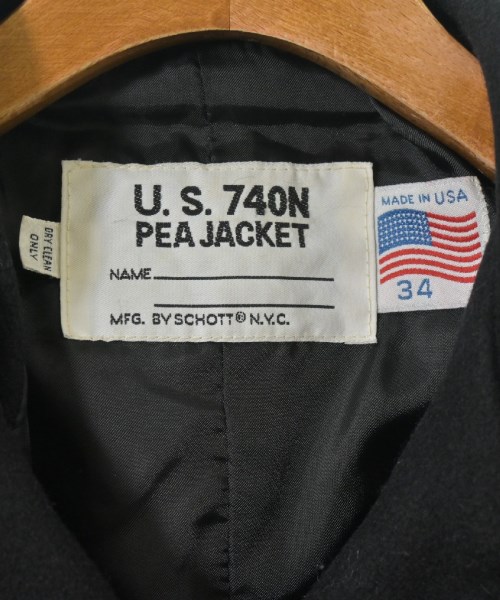 U. S. 740N
PEA JACKET
NAME
MFG. BY SCHOTT® N.Y.C.
DRY CLEAN
ONLY
MADE IN USA
34